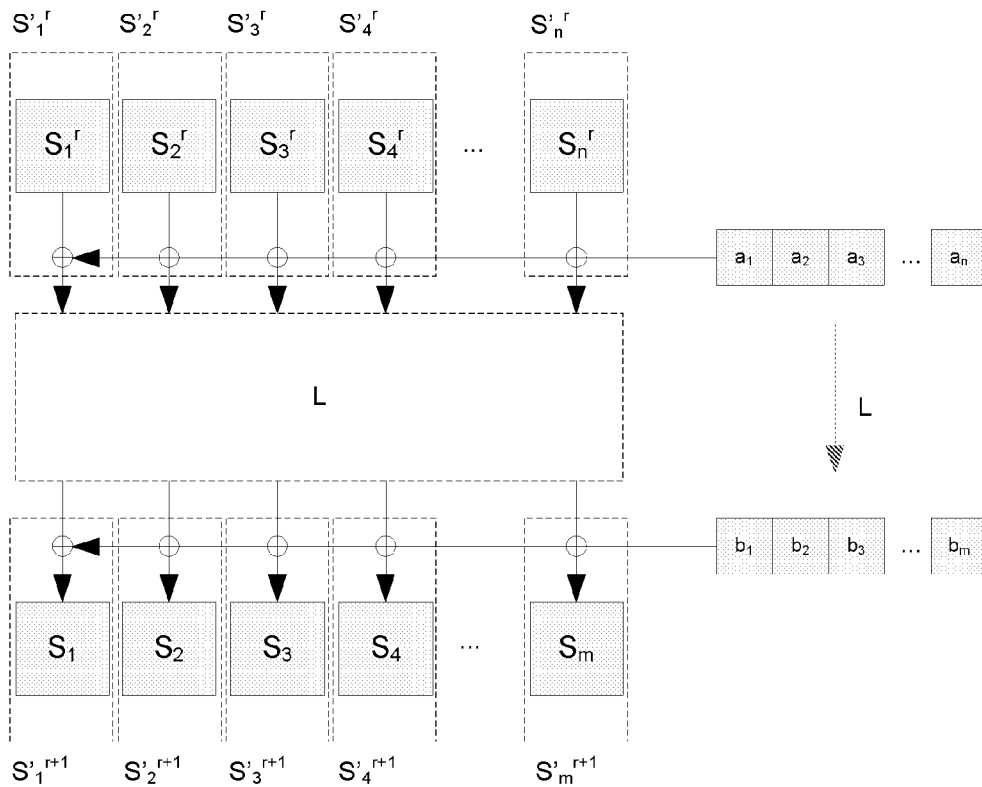 S'₁ʳ S'₂ʳ S'₃ʳ S'₄ʳ S'ₙʳ
S₁ʳ S₂ʳ S₃ʳ S₄ʳ ... Sₙʳ
a₁ a₂ a₃ ... aₙ
L
L
b₁ b₂ b₃ ... bₘ
S₁ S₂ S₃ S₄ ... Sₘ
S'₁ʳ⁺¹ S'₂ʳ⁺¹ S'₃ʳ⁺¹ S'₄ʳ⁺¹ S'ₘʳ⁺¹